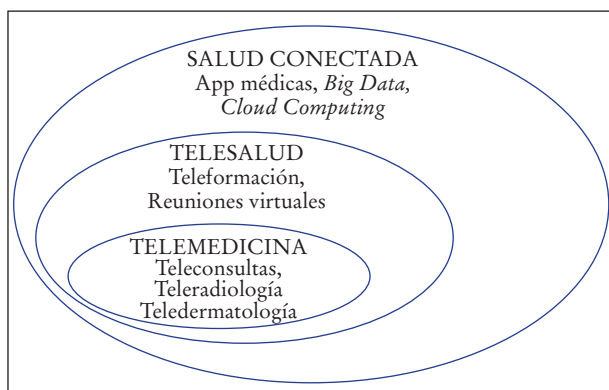 SALUD CONECTADA
App médicas, Big Data,
Cloud Computing
TELESALUD
Teleformación,
Reuniones virtuales
TELEMEDICINA
Teleconsultas,
Teleradiología
Teledermatología